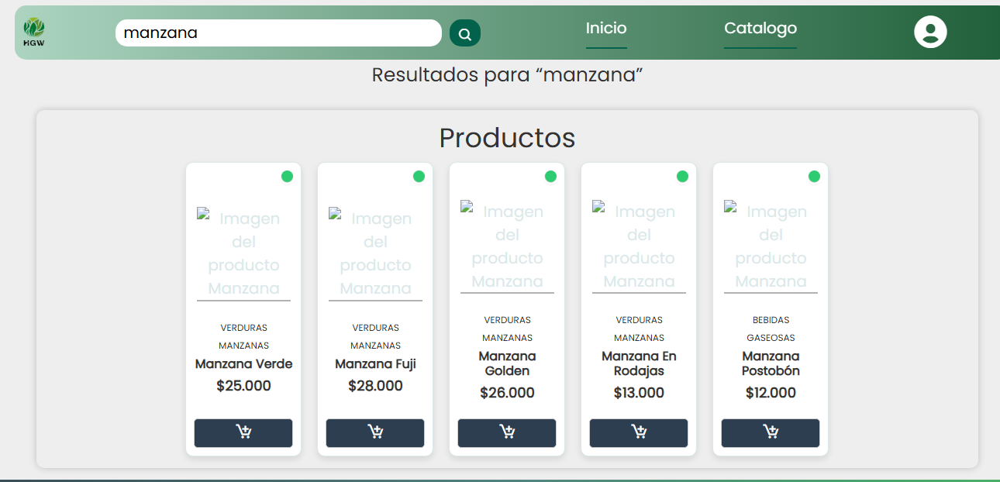 HGW
manzana
Inicio
Catalogo
Resultados para “manzana”
Productos
Imagen
del
producto
Manzana
VERDURAS
MANZANAS
Manzana Verde
$25.000
Imagen
del
producto
Manzana
VERDURAS
MANZANAS
Manzana Fuji
$28.000
Imagen
del
producto
Manzana
VERDURAS
MANZANAS
Manzana
Golden
$26.000
Imagen
del
producto
Manzana
VERDURAS
MANZANAS
Manzana En
Rodajas
$13.000
Imagen
del
producto
Manzana
BEBIDAS
GASEOSAS
Manzana
Postobón
$12.000